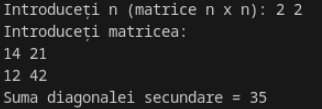 Introduceți n (matrice n x n): 2 2
Introduceți matricea:
14 21
12 42
Suma diagonalei secundare = 35